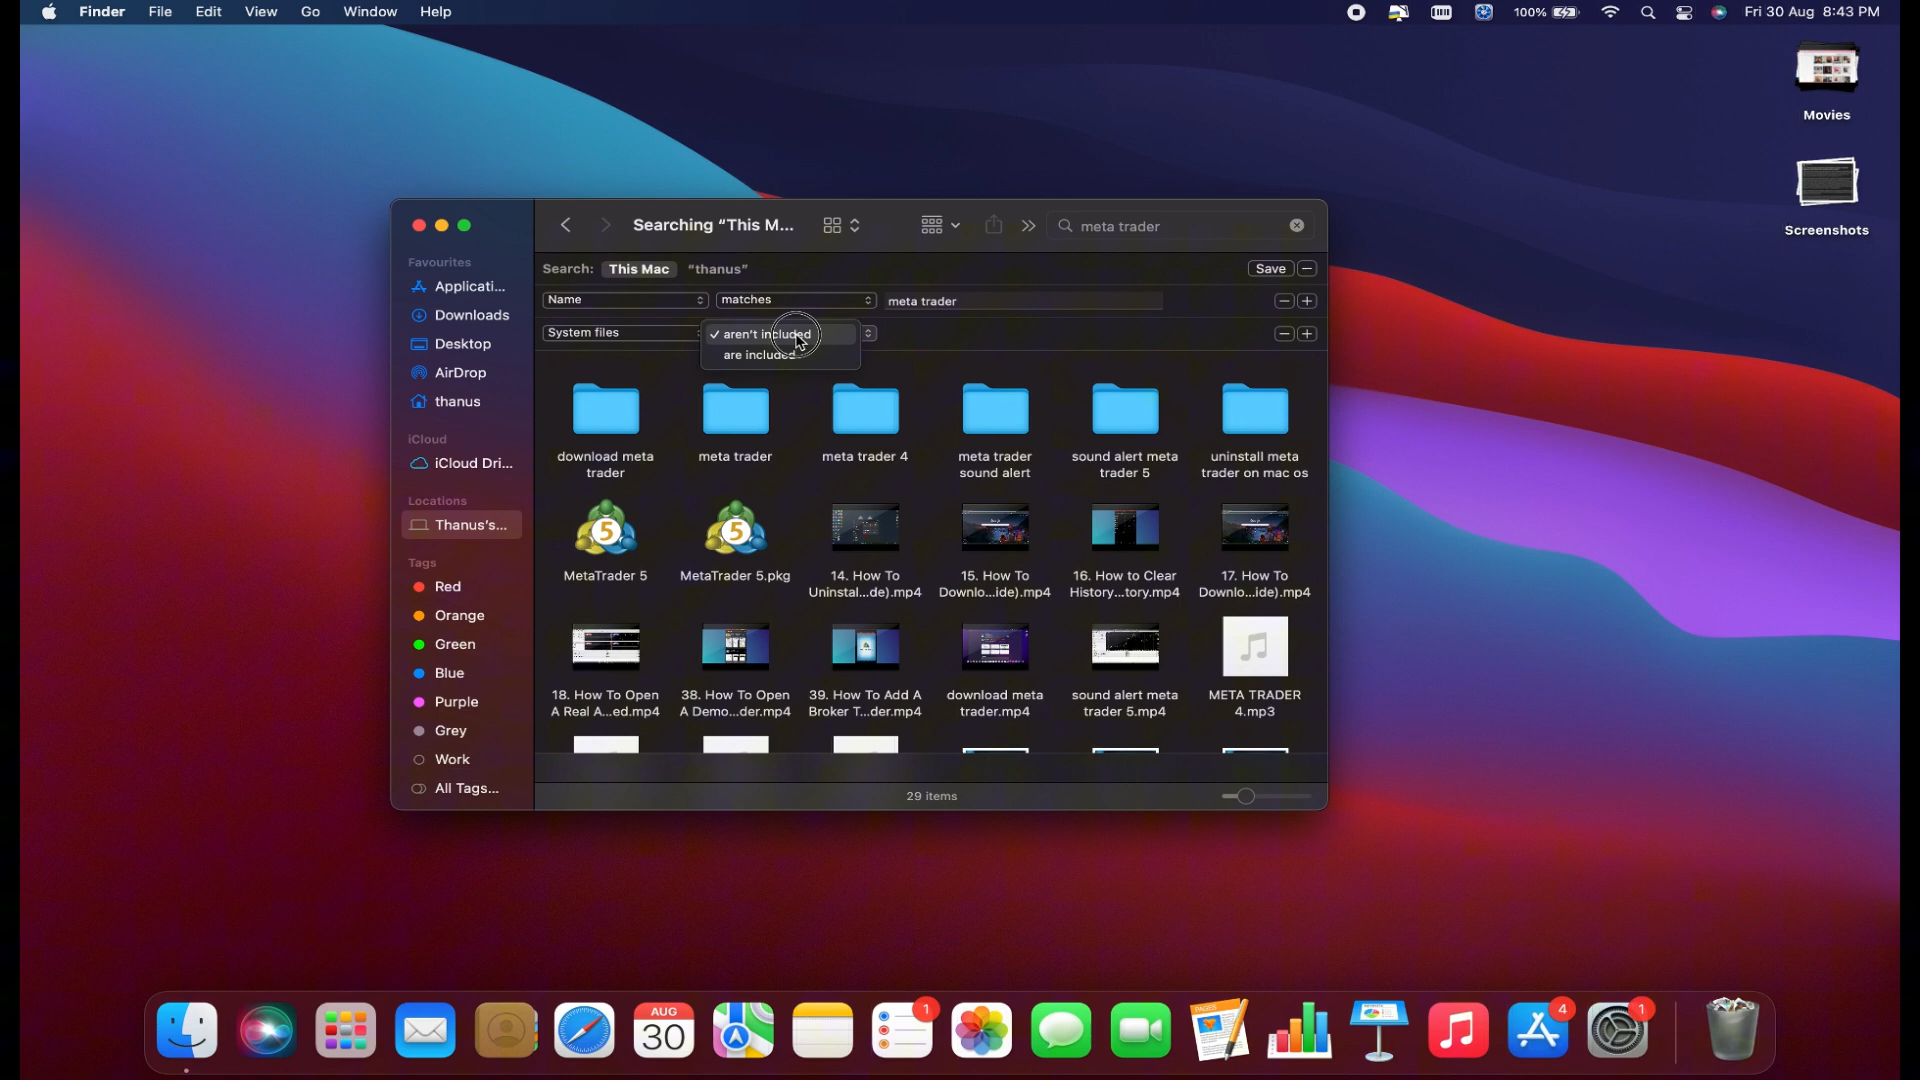 Finder File Edit View Go Window Help 100% Fri 30 Aug 8:43 PM
Movies
Screenshots
Searching “This M... meta trader
Search: This Mac “thanus” Save
Name matches meta trader
System files aren't included
are included
Favourites
Applicati...
Downloads
Desktop
AirDrop
thanus
iCloud
iCloud Dri...
Locations
Thanus's...
Tags
Red
Orange
Green
Blue
Purple
Grey
Work
All Tags...
download meta
trader
meta trader
meta trader 4
meta trader
sound alert
sound alert meta
trader 5
uninstall meta
trader on mac os
5
MetaTrader 5
5
MetaTrader 5.pkg
14. How To
Uninstal...de).mp4
15. How To
Downlo...ide).mp4
16. How to Clear
History...tory.mp4
17. How To
Downlo...ide).mp4
18. How To Open
A Real A...ed.mp4
38. How To Open
A Demo...der.mp4
39. How To Add A
Broker T...der.mp4
download meta
trader.mp4
sound alert meta
trader 5.mp4
META TRADER
4.mp3
29 items
AUG
30
1
PAGES
4
1